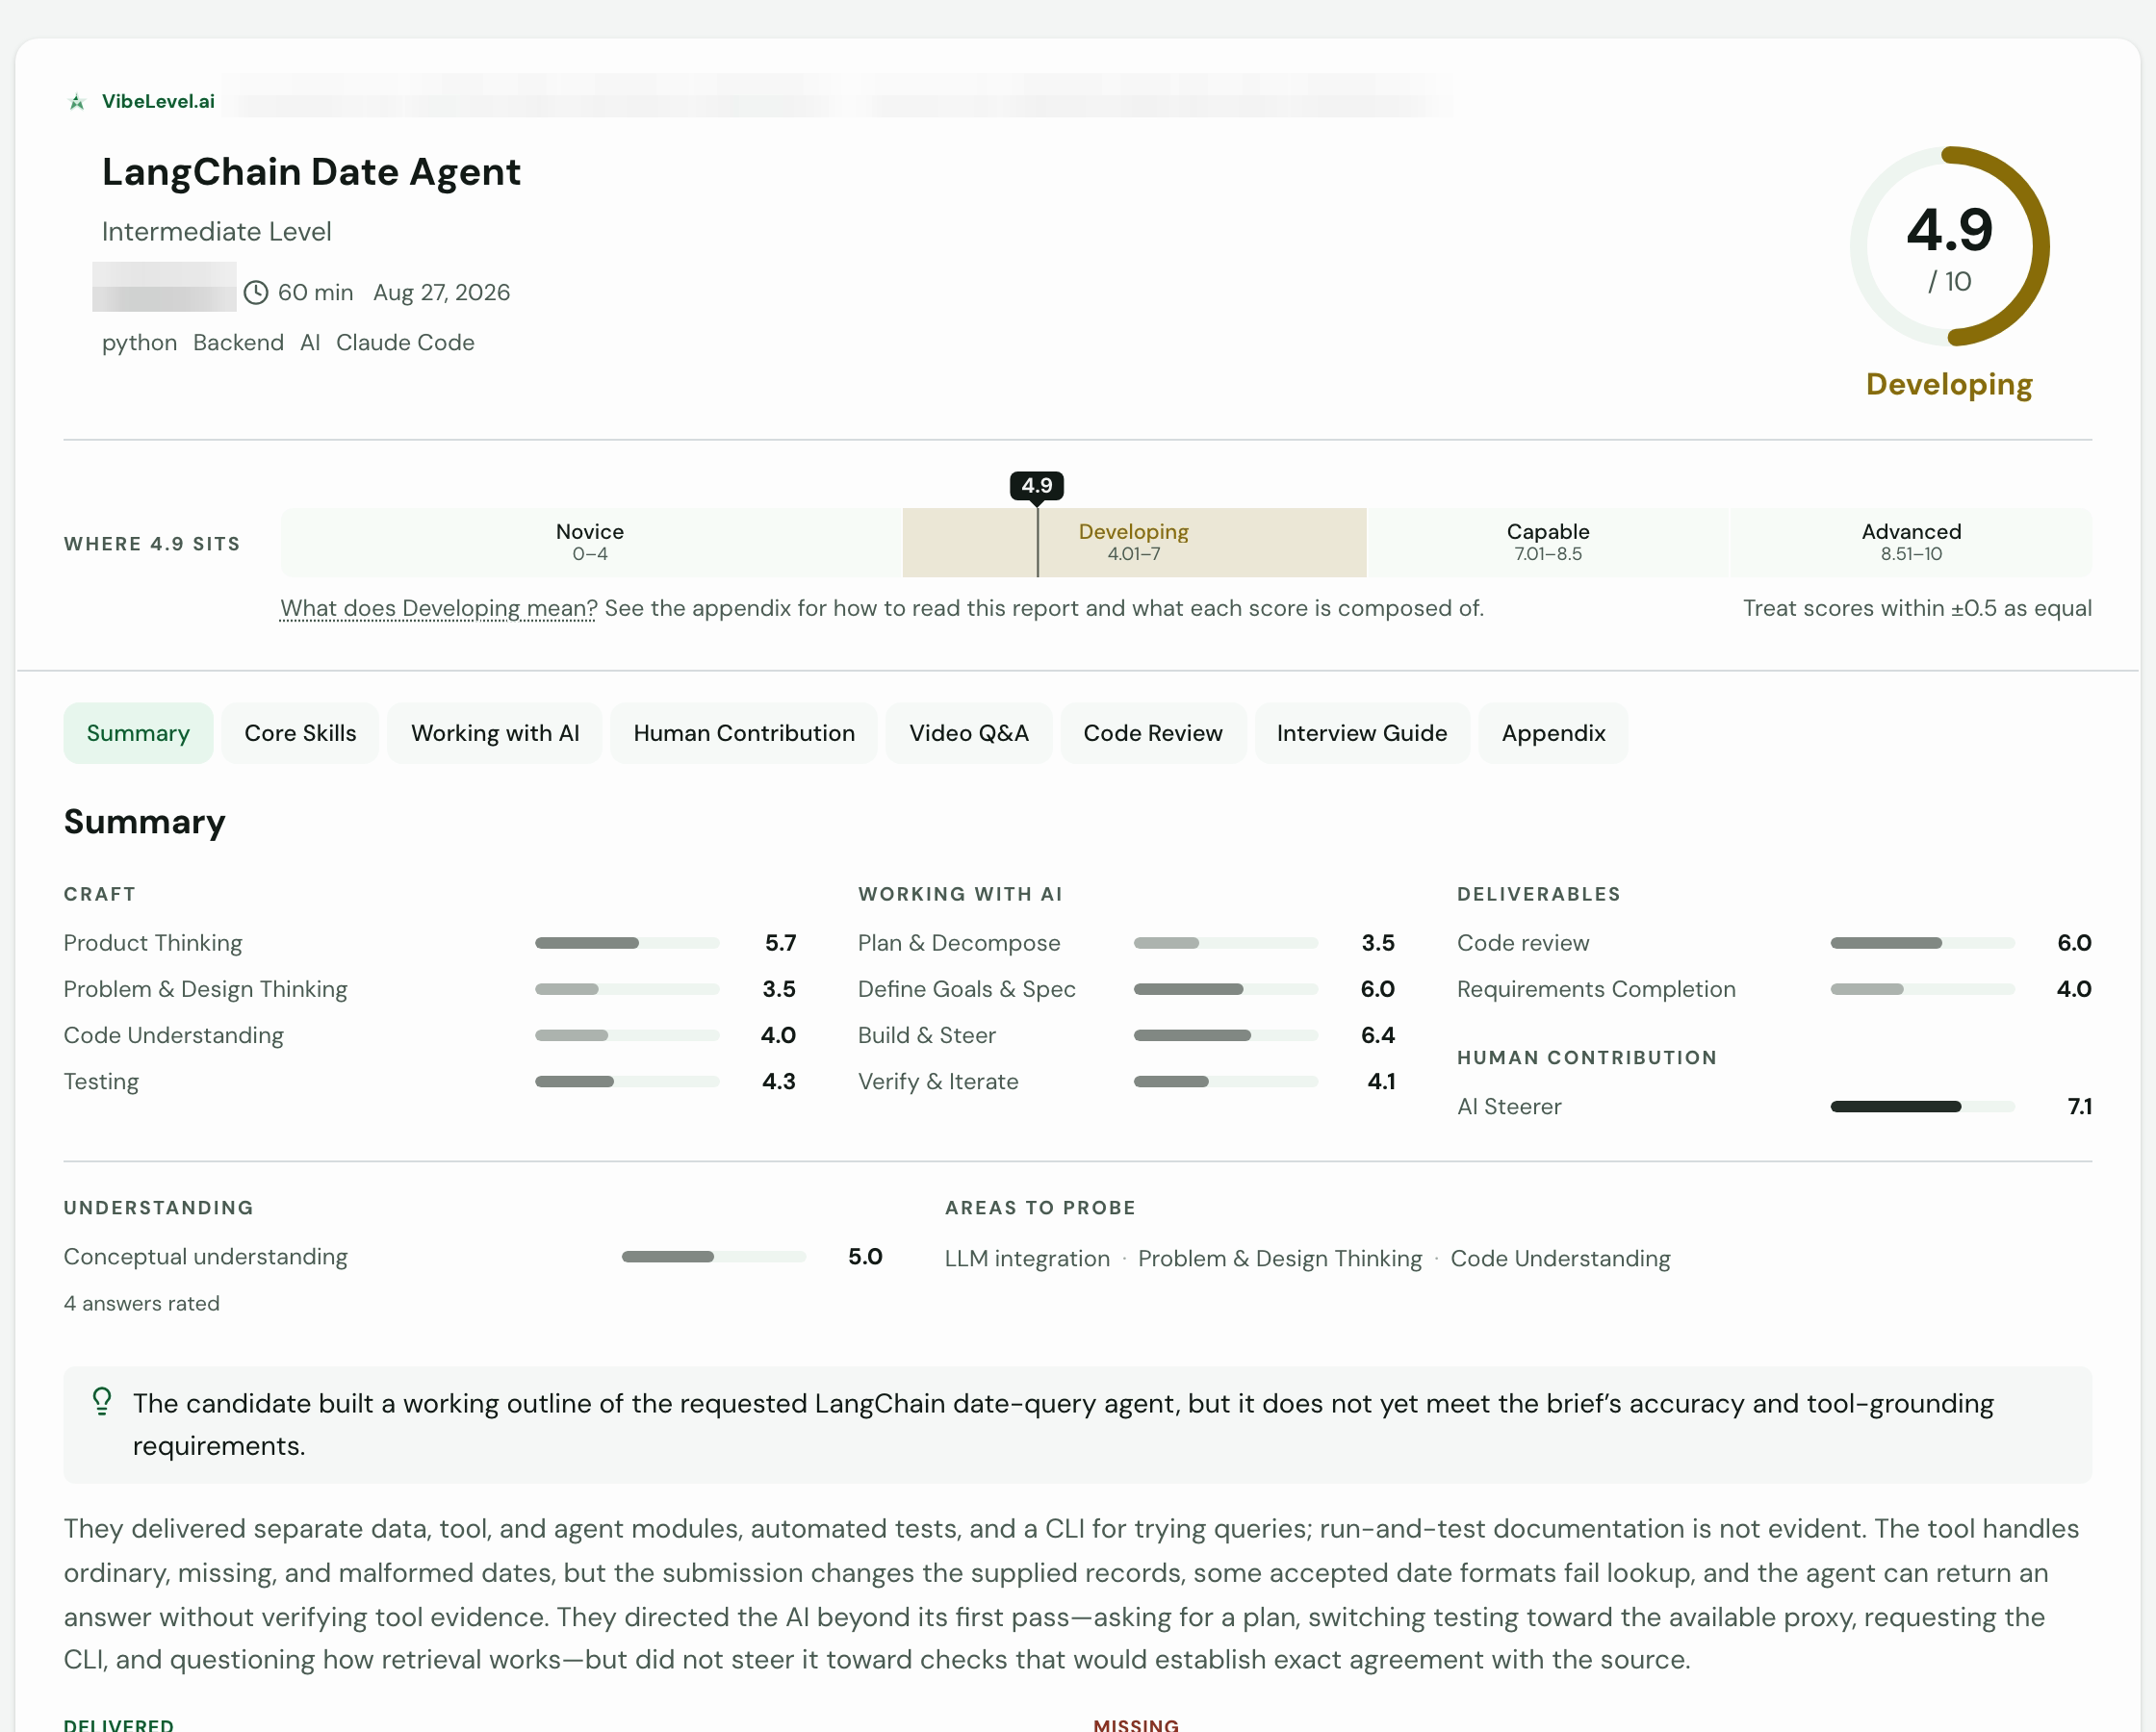 VibeLevel.ai
LangChain Date Agent
Intermediate Level
60 min Aug 27, 2026
python Backend AI Claude Code
4.9
/ 10
Developing
4.9
WHERE 4.9 SITS
Novice
0–4
Developing
4.01–7
Capable
7.01–8.5
Advanced
8.51–10
What does Developing mean? See the appendix for how to read this report and what each score is composed of.
Treat scores within ±0.5 as equal
Summary
Core Skills
Working with AI
Human Contribution
Video Q&A
Code Review
Interview Guide
Appendix
Summary
CRAFT
Product Thinking 5.7
Problem & Design Thinking 3.5
Code Understanding 4.0
Testing 4.3
WORKING WITH AI
Plan & Decompose 3.5
Define Goals & Spec 6.0
Build & Steer 6.4
Verify & Iterate 4.1
DELIVERABLES
Code review 6.0
Requirements Completion 4.0
HUMAN CONTRIBUTION
AI Steerer 7.1
UNDERSTANDING
Conceptual understanding 5.0
4 answers rated
AREAS TO PROBE
LLM integration · Problem & Design Thinking · Code Understanding
The candidate built a working outline of the requested LangChain date-query agent, but it does not yet meet the brief’s accuracy and tool-grounding
requirements.
They delivered separate data, tool, and agent modules, automated tests, and a CLI for trying queries; run-and-test documentation is not evident. The tool handles
ordinary, missing, and malformed dates, but the submission changes the supplied records, some accepted date formats fail lookup, and the agent can return an
answer without verifying tool evidence. They directed the AI beyond its first pass—asking for a plan, switching testing toward the available proxy, requesting the
CLI, and questioning how retrieval works—but did not steer it toward checks that would establish exact agreement with the source.
DELIVERED
MISSING